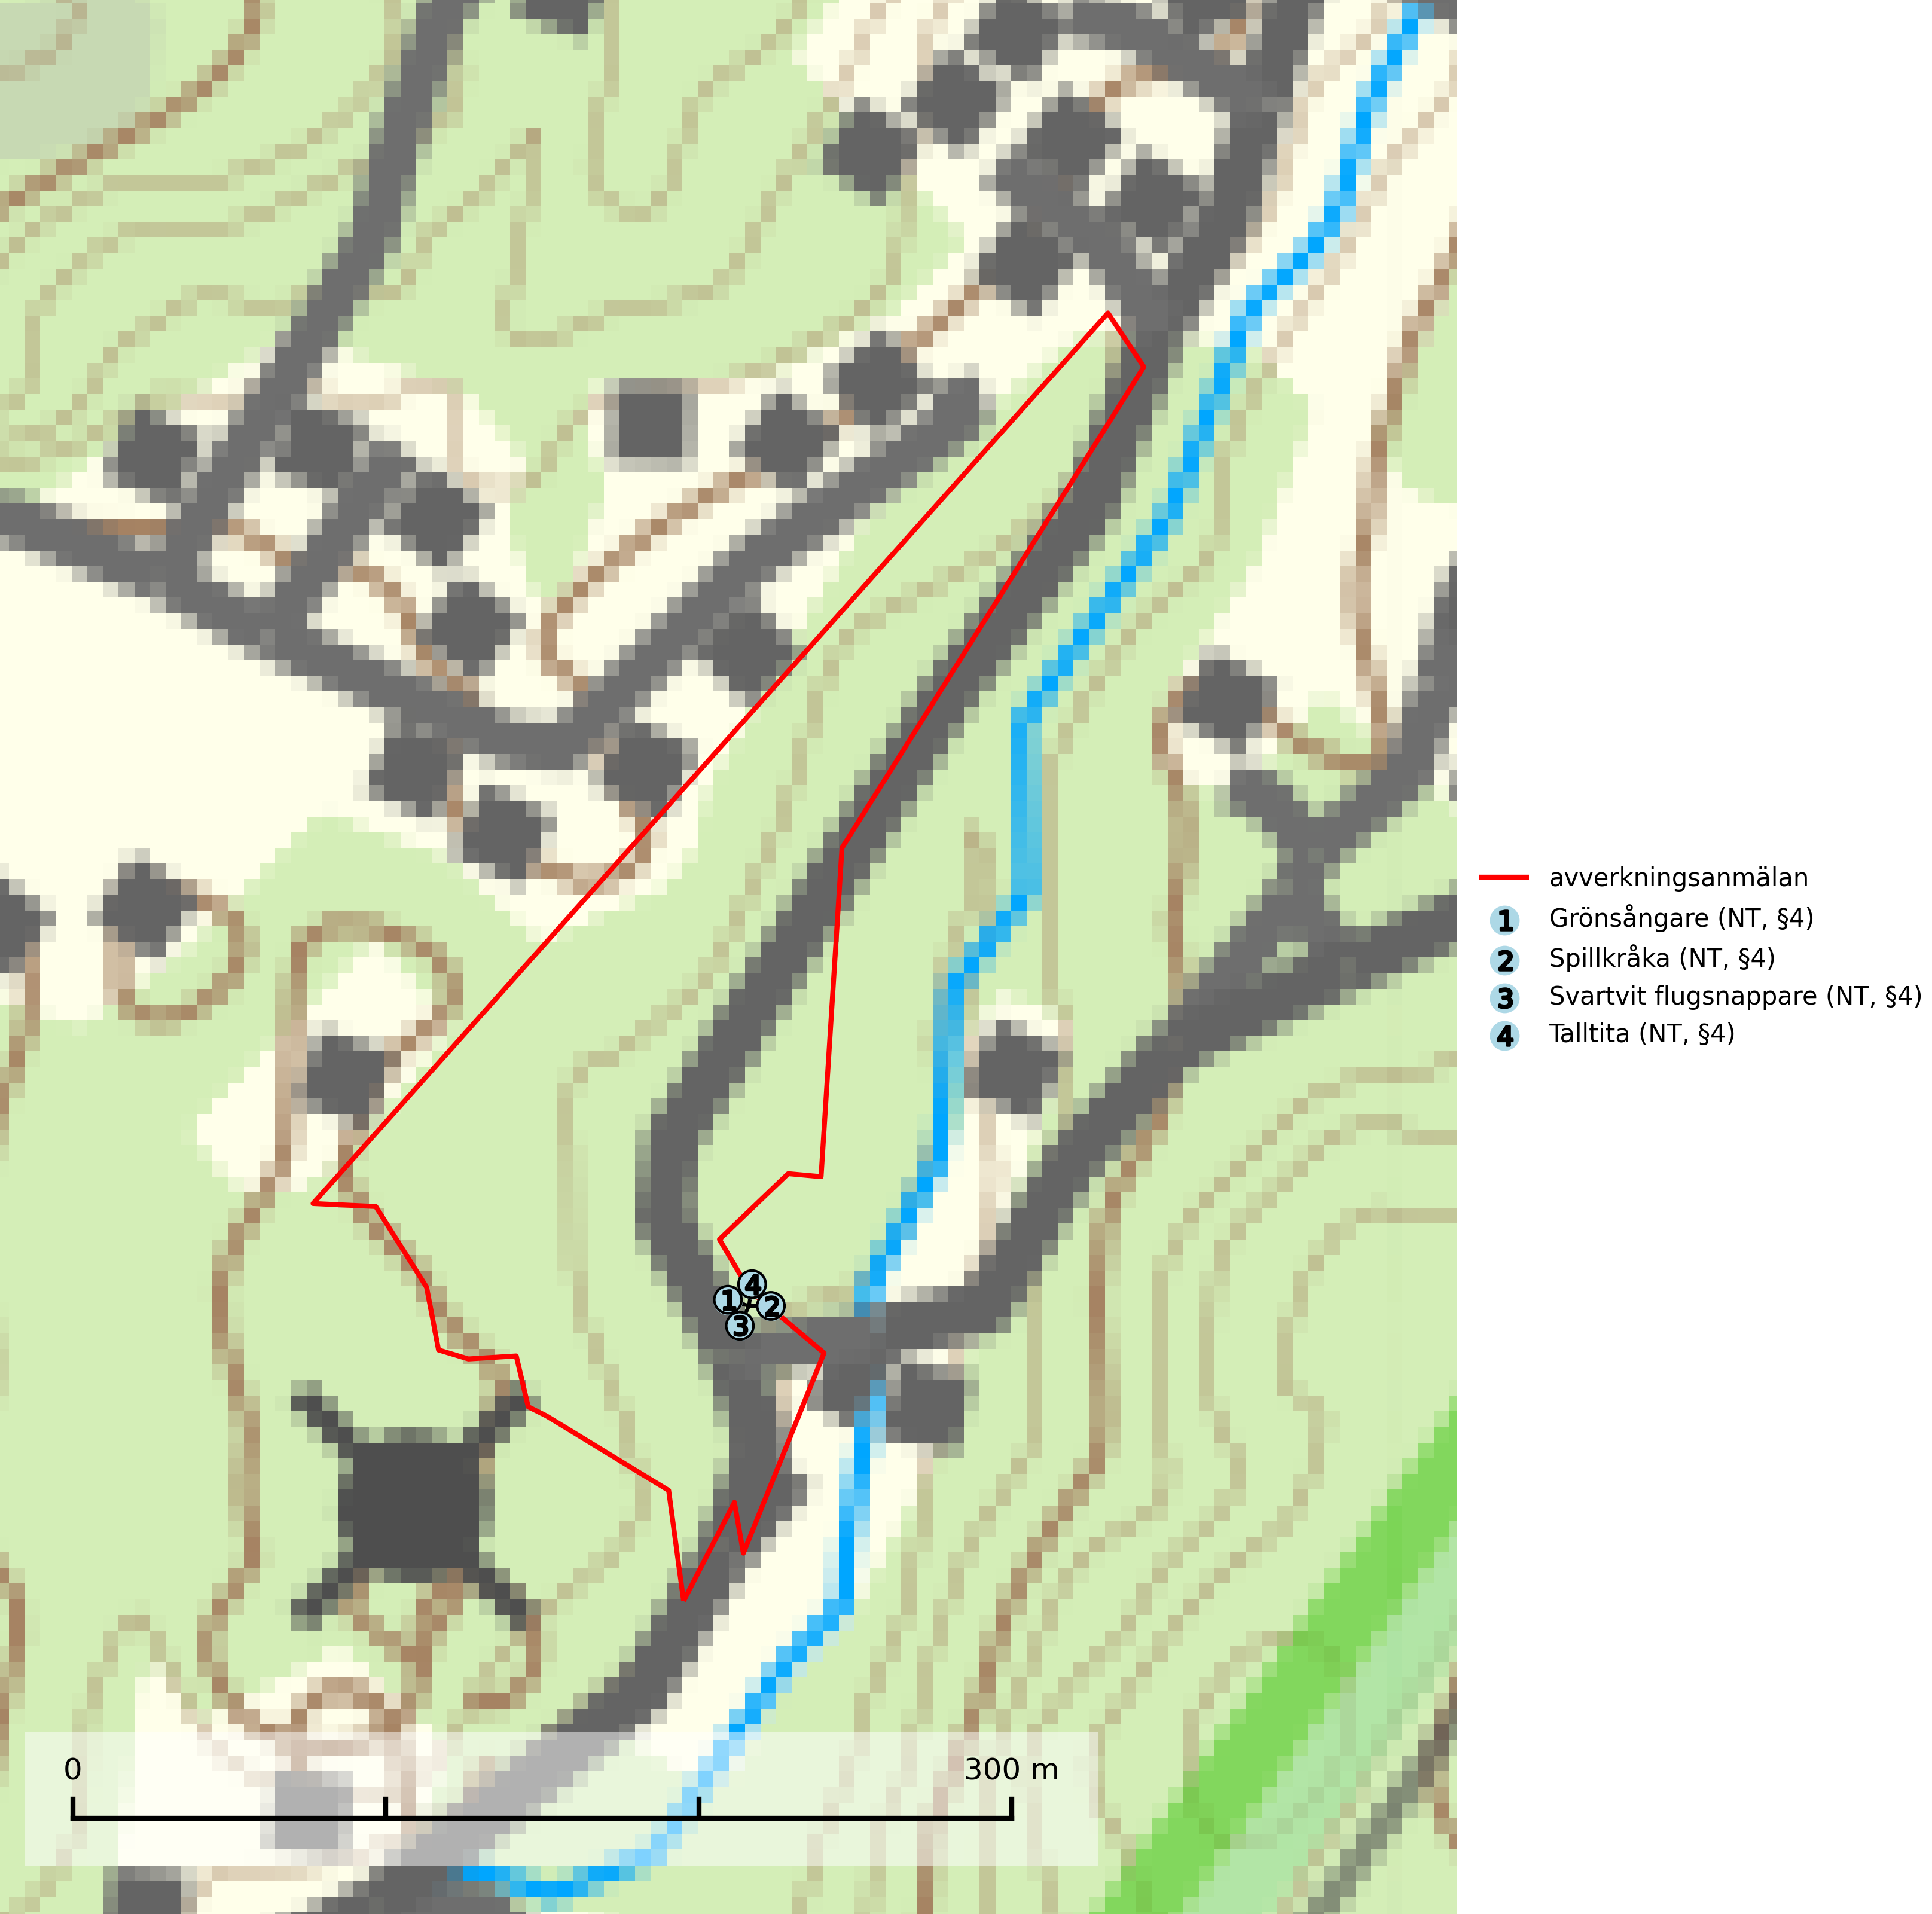 avverkningsanmälan
1 Grönsångare (NT, §4)
2 Spillkråka (NT, §4)
3 Svartvit flugsnappare (NT, §4)
4 Talltita (NT, §4)
4
1 2
3
0 300 m